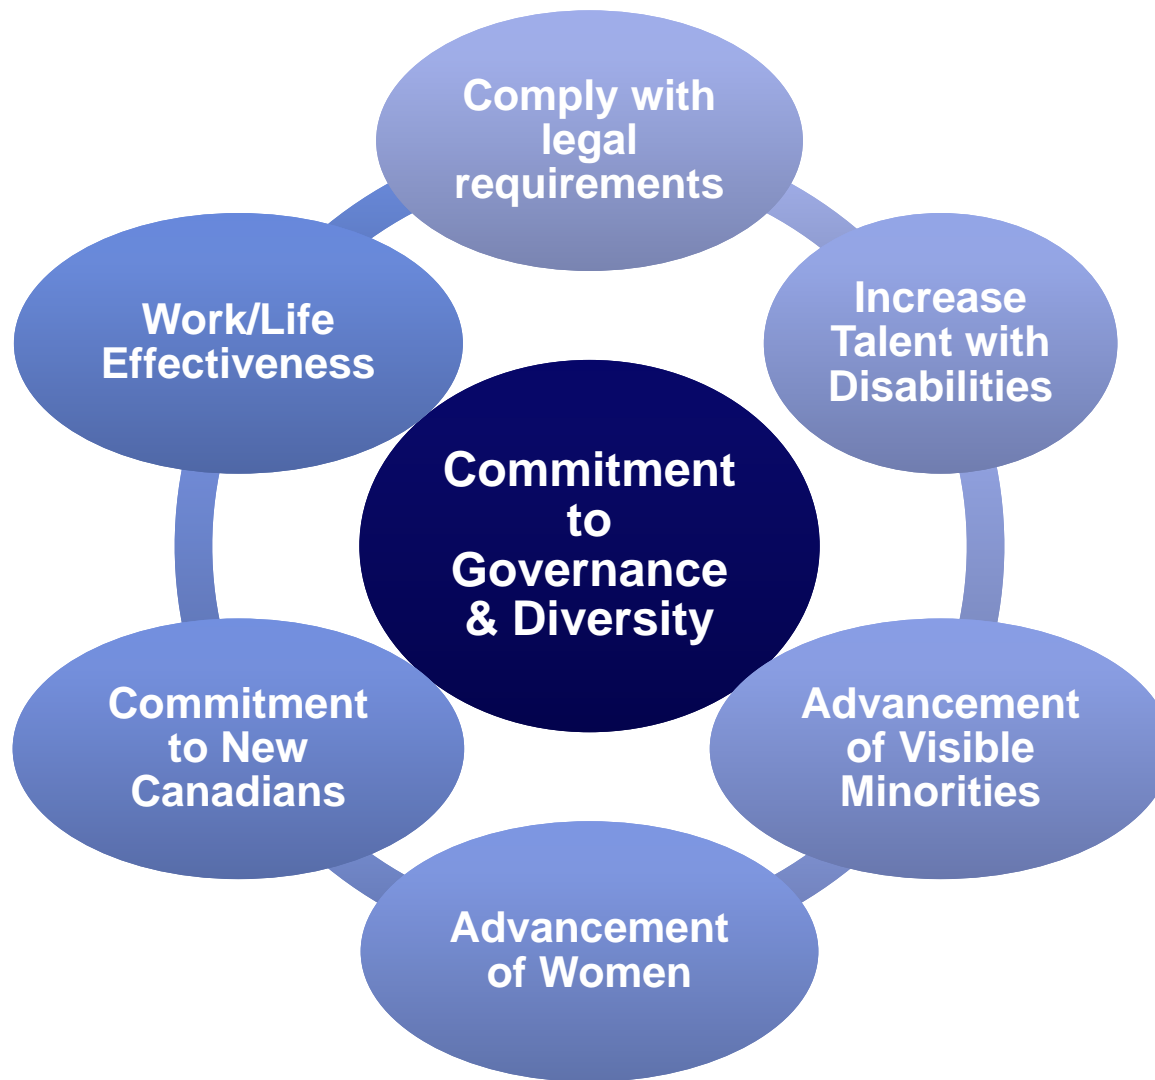 Comply with
legal
requirements
Increase
Talent with
Disabilities
Advancement
of Visible
Minorities
Advancement
of Women
Commitment
to New
Canadians
Work/Life
Effectiveness
Commitment
to
Governance
& Diversity